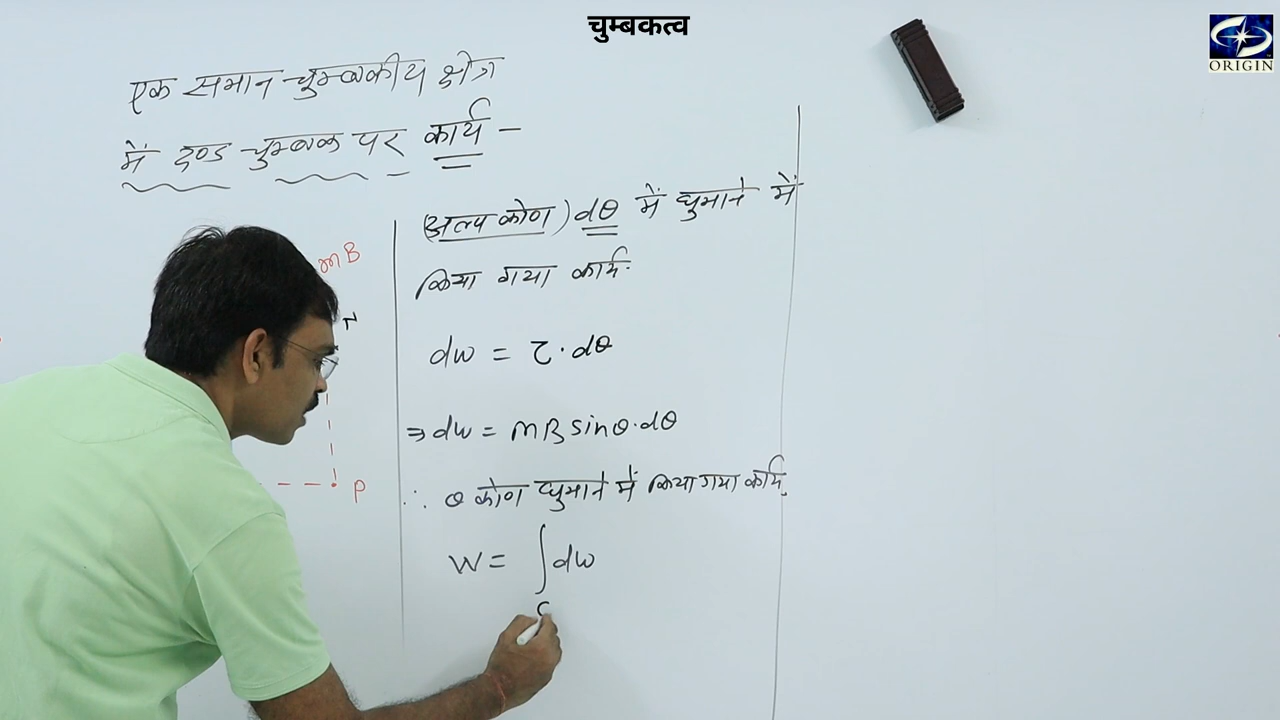 चुम्बकत्व
ORIGIN
एक समान चुम्बकीय क्षेत्र
में दण्ड चुम्बक पर कार्य –
(अल्प कोण) dθ में घुमाने में
किया गया कार्य.
mB
N
dw = τ·dθ
⇒ dw = MB sinθ·dθ
∴ θ कोण घुमाने में किया गया कार्य.
P
W = ∫dw